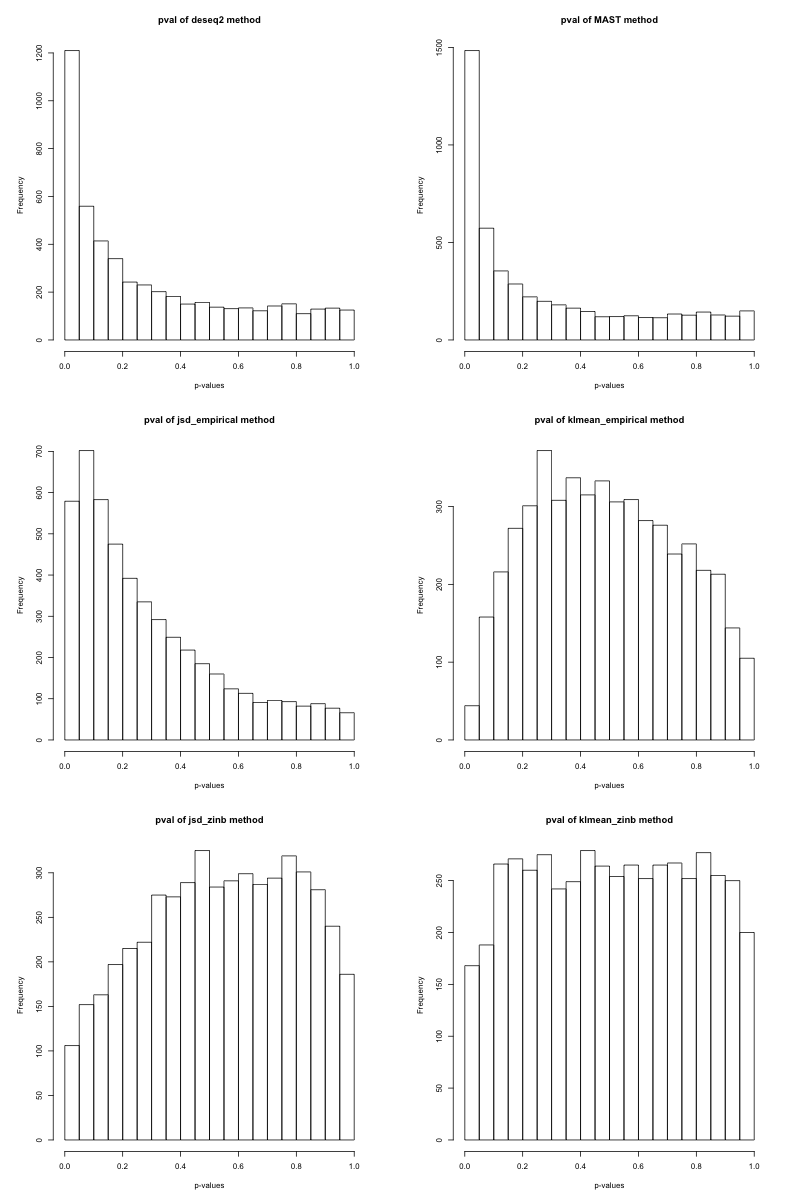 pval of deseq2 method
Frequency
0 200 400 600 800 1000 1200
0.0 0.2 0.4 0.6 0.8 1.0
p-values
pval of MAST method
Frequency
0 500 1000 1500
0.0 0.2 0.4 0.6 0.8 1.0
p-values
pval of jsd_empirical method
Frequency
0 100 200 300 400 500 600 700
0.0 0.2 0.4 0.6 0.8 1.0
p-values
pval of klmean_empirical method
Frequency
0 100 200 300
0.0 0.2 0.4 0.6 0.8 1.0
p-values
pval of jsd_zinb method
Frequency
0 50 100 150 200 250 300
0.0 0.2 0.4 0.6 0.8 1.0
p-values
pval of klmean_zinb method
Frequency
0 50 100 150 200 250
0.0 0.2 0.4 0.6 0.8 1.0
p-values